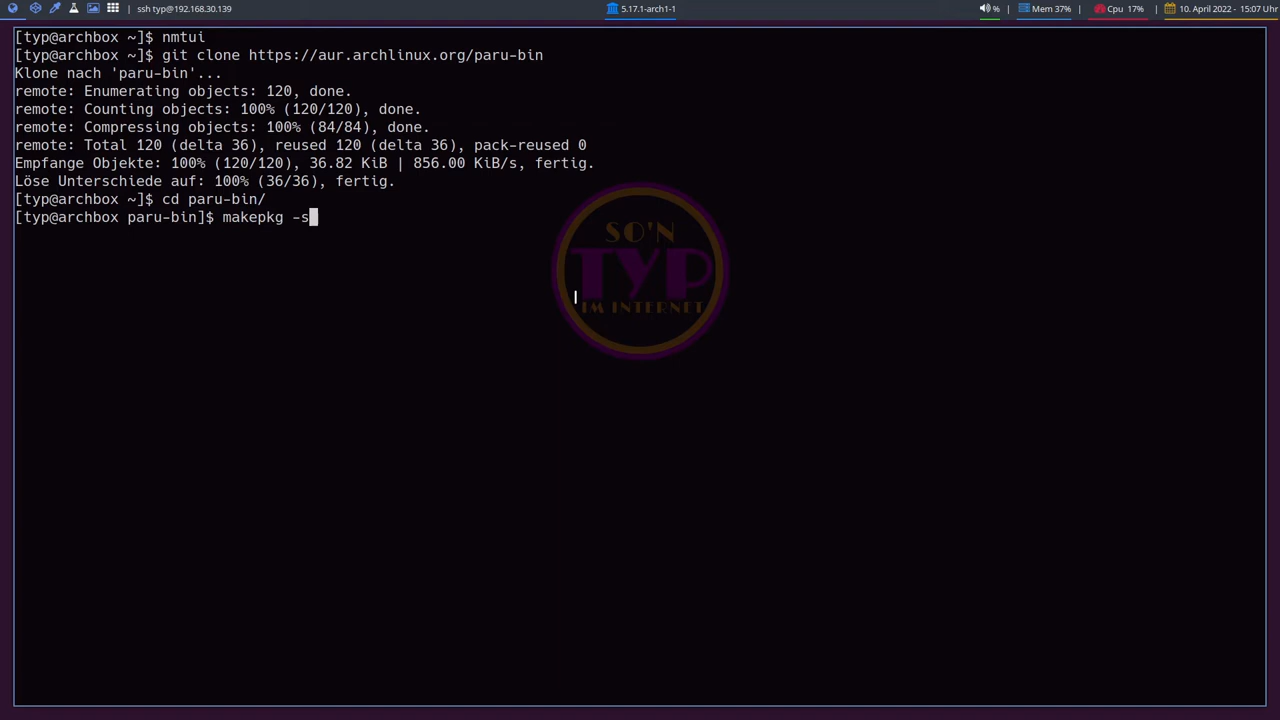 ssh typ@192.168.30.139
5.17.1-arch1-1
%
Mem 37%
Cpu 17%
10. April 2022 - 15:07 Uhr
[typ@archbox ~]$ nmtui
[typ@archbox ~]$ git clone https://aur.archlinux.org/paru-bin
Klone nach 'paru-bin'...
remote: Enumerating objects: 120, done.
remote: Counting objects: 100% (120/120), done.
remote: Compressing objects: 100% (84/84), done.
remote: Total 120 (delta 36), reused 120 (delta 36), pack-reused 0
Empfange Objekte: 100% (120/120), 36.82 KiB | 856.00 KiB/s, fertig.
Löse Unterschiede auf: 100% (36/36), fertig.
[typ@archbox ~]$ cd paru-bin/
[typ@archbox paru-bin]$ makepkg -s
SO'N
TYP
IM INTERNET